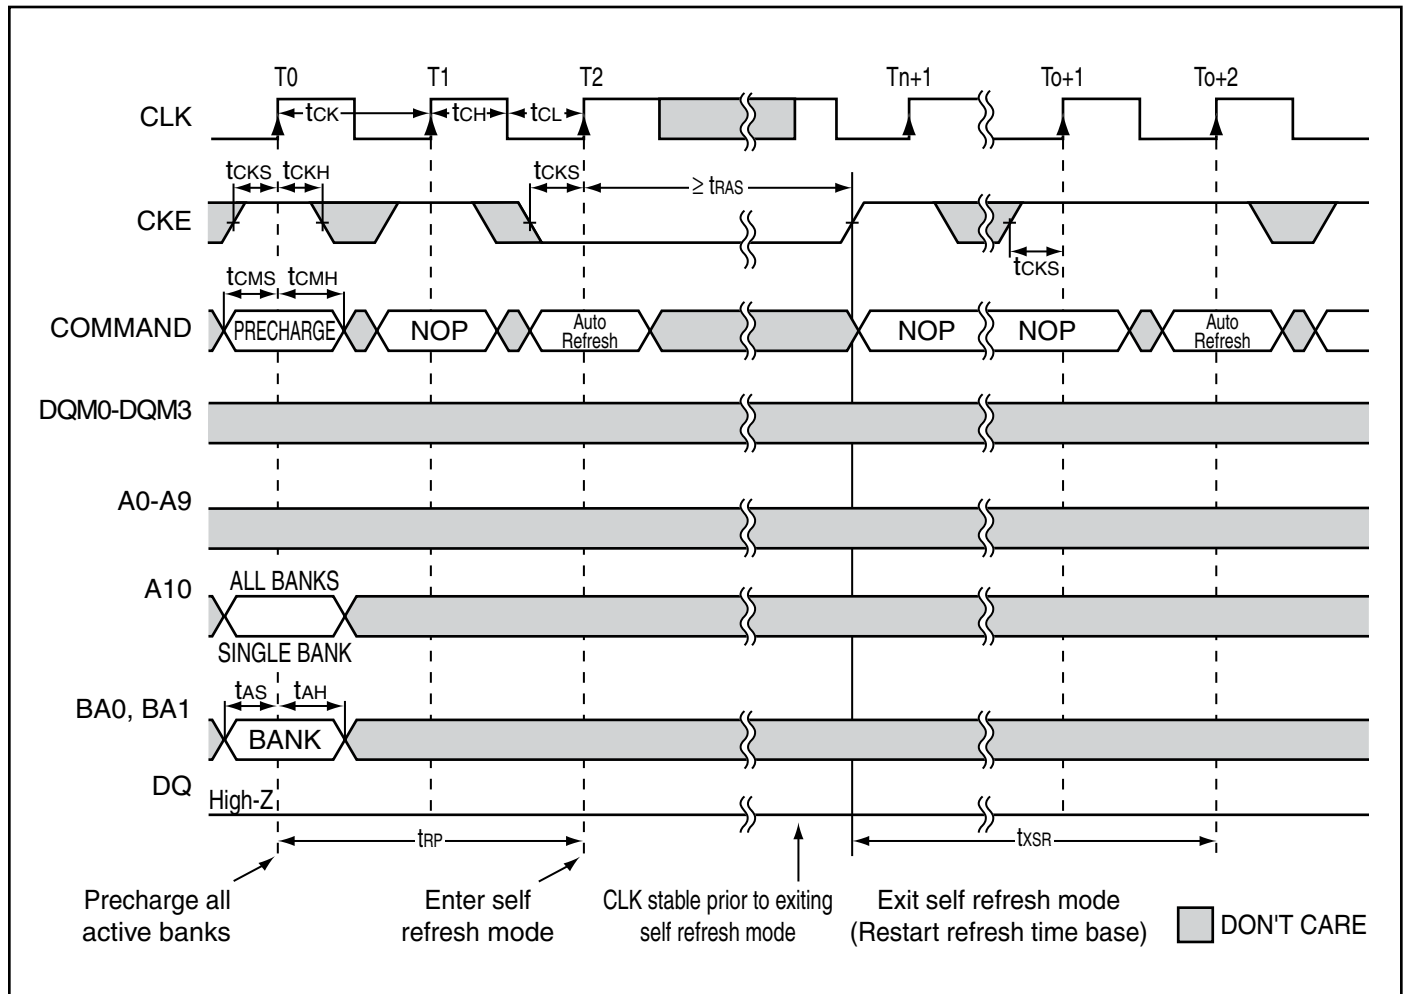 T0 T1 T2 Tn+1 To+1 To+2
CLK tCK tCH tCL
tCKS tCKH tCKS ≥ tRAS
CKE
tCKS
tCMS tCMH
COMMAND PRECHARGE NOP Auto Refresh NOP NOP Auto Refresh
DQM0-DQM3
A0-A9
A10 ALL BANKS
SINGLE BANK
tAS tAH
BA0, BA1
BANK
DQ
High-Z
tRP tXSR
Precharge all
active banks
Enter self
refresh mode
CLK stable prior to exiting
self refresh mode
Exit self refresh mode
(Restart refresh time base)
DON'T CARE